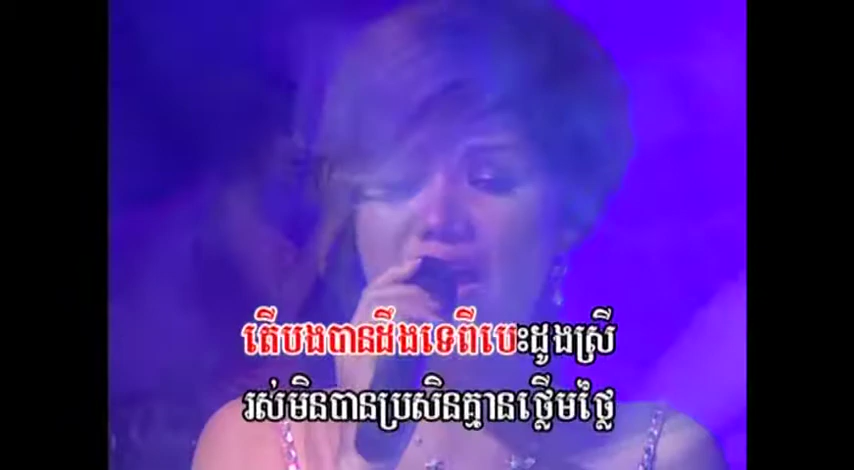 តើបងបានដឹងទេពីបេះដូងស្រី
រស់មិនបានប្រសិនគ្មានថ្លើមថ្លៃ